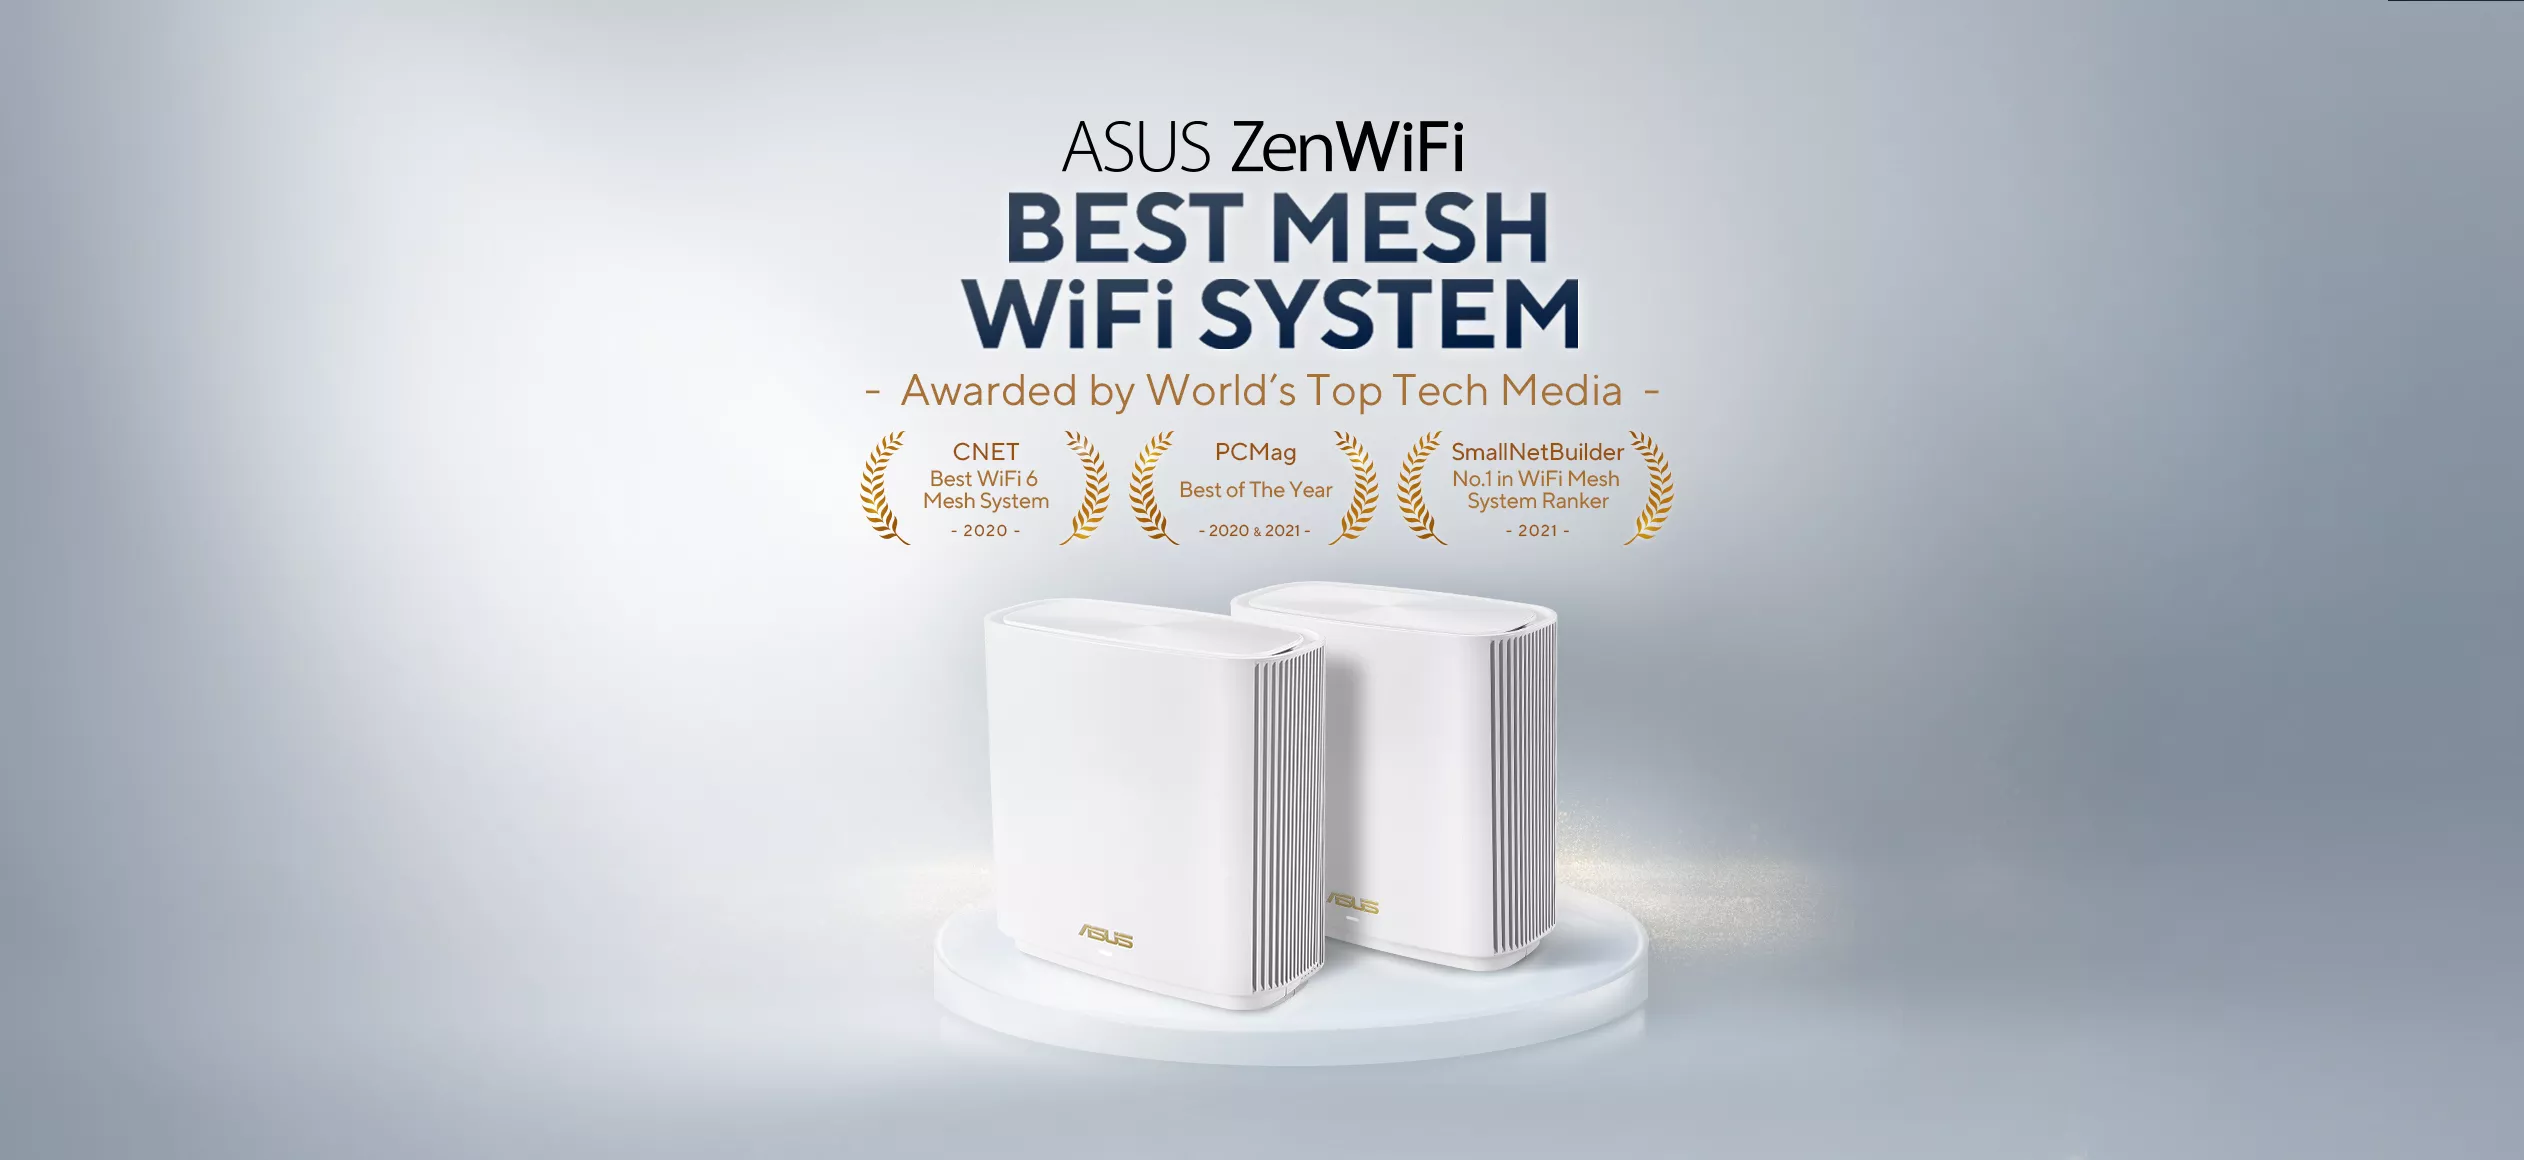 ASUS ZenWiFi
BEST MESH
WiFi SYSTEM
- Awarded by World's Top Tech Media -
CNET
Best WiFi 6
Mesh System
- 2020 -
PCMag
Best of The Year
- 2020 & 2021 -
SmallNetBuilder
No.1 in WiFi Mesh
System Ranker
- 2021 -
ASUS
ASUS